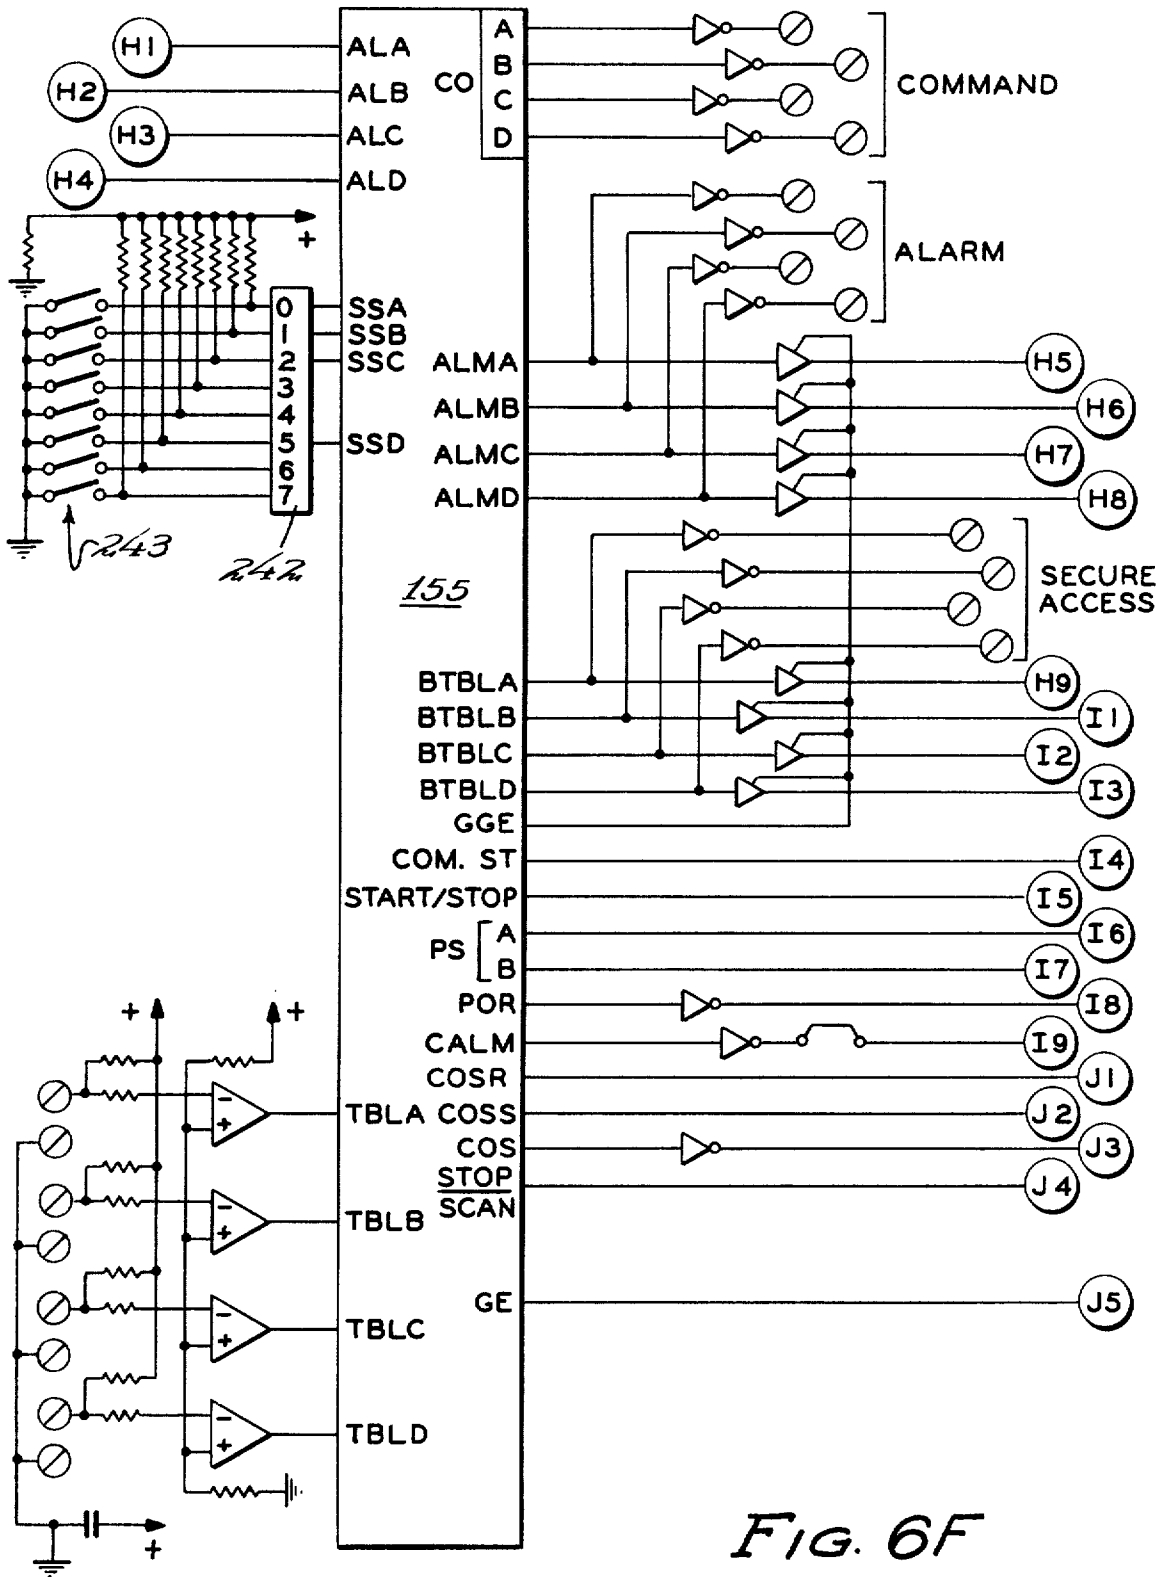 H1
ALA
H2
ALB
H3
ALC
H4
ALD
CO
A
B
C
D
COMMAND
ALARM
+
0
SSA
1
SSB
2
SSC
3
4
5
SSD
6
7
243
242
155
ALMA
H5
ALMB
H6
ALMC
H7
ALMD
H8
SECURE
ACCESS
BTBLA
H9
BTBLB
I1
BTBLC
I2
BTBLD
I3
GGE
COM. ST
I4
START/STOP
I5
PS
A
I6
B
I7
POR
I8
CALM
I9
COSR
J1
COSS
J2
COS
J3
STOP
SCAN
J4
GE
J5
+
+
-
+
TBLA
-
+
TBLB
-
+
TBLC
-
+
TBLD
+
FIG. 6F